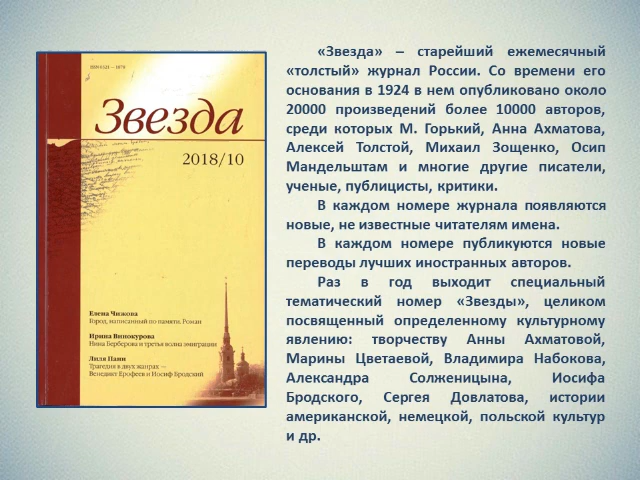 ISSN 0321 — 1878
Звезда
2018/10
Елена Чижова
Город, написанный по памяти. Роман
Ирина Винокурова
Нина Берберова и третья волна эмиграции
Лиля Панн
Трагедия в двух жанрах —
Венедикт Ерофеев и Иосиф Бродский
«Звезда» – старейший ежемесячный
«толстый» журнал России. Со времени его
основания в 1924 в нем опубликовано около
20000 произведений более 10000 авторов,
среди которых М. Горький, Анна Ахматова,
Алексей Толстой, Михаил Зощенко, Осип
Мандельштам и многие другие писатели,
ученые, публицисты, критики.
В каждом номере журнала появляются
новые, не известные читателям имена.
В каждом номере публикуются новые
переводы лучших иностранных авторов.
Раз в год выходит специальный
тематический номер «Звезды», целиком
посвященный определенному культурному
явлению: творчеству Анны Ахматовой,
Марины Цветаевой, Владимира Набокова,
Александра Солженицына, Иосифа
Бродского, Сергея Довлатова, истории
американской, немецкой, польской культур
и др.